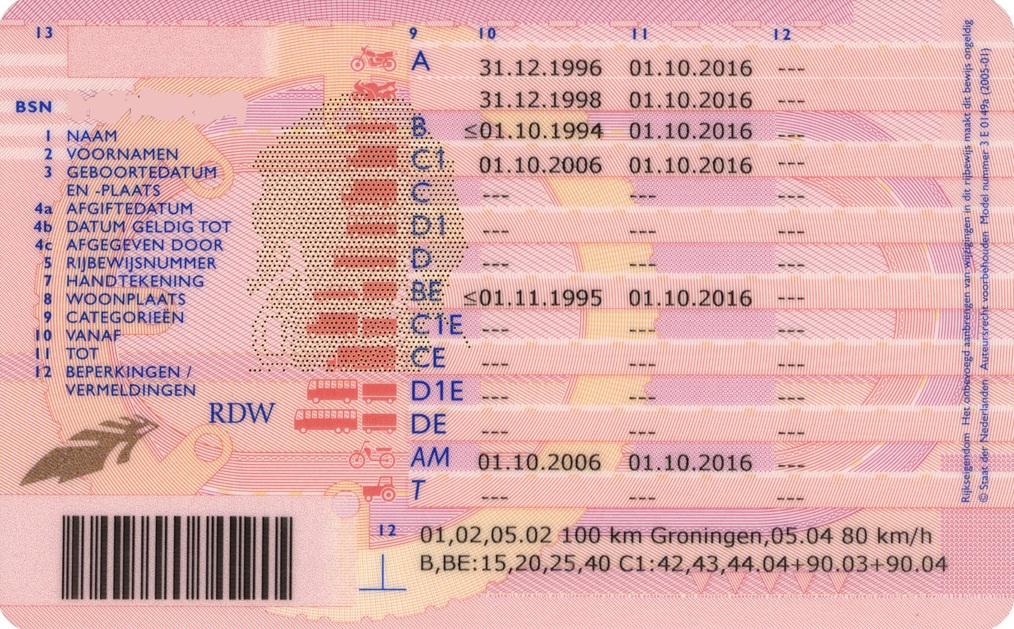 13
9 10 11 12
A 31.12.1996 01.10.2016 ---
31.12.1998 01.10.2016 ---
B ≤01.10.1994 01.10.2016 ---
C1 01.10.2006 01.10.2016 ---
C --- --- ---
D1 --- --- ---
D --- --- ---
BE ≤01.11.1995 01.10.2016 ---
C1E --- --- ---
CE --- --- ---
D1E --- --- ---
DE --- --- ---
AM 01.10.2006 01.10.2016 ---
T --- --- ---
BSN
1 NAAM
2 VOORNAMEN
3 GEBOORTEDATUM
EN -PLAATS
4a AFGIFTEDATUM
4b DATUM GELDIG TOT
4c AFGEGEVEN DOOR
5 RIJBEWIJSNUMMER
7 HANDTEKENING
8 WOONPLAATS
9 CATEGORIEËN
10 VANAF
11 TOT
12 BEPERKINGEN /
VERMELDINGEN
RDW
12 01,02,05.02 100 km Groningen,05.04 80 km/h
B,BE:15,20,25,40 C1:42,43,44.04+90.03+90.04
Rijkseigendom Het onbevoegd aanbrengen van wijzigingen in dit rijbewijs maakt dit bewijs ongeldig
© Staat der Nederlanden Auteursrecht voorbehouden Model nummer 3 E 0149a (2005-01)